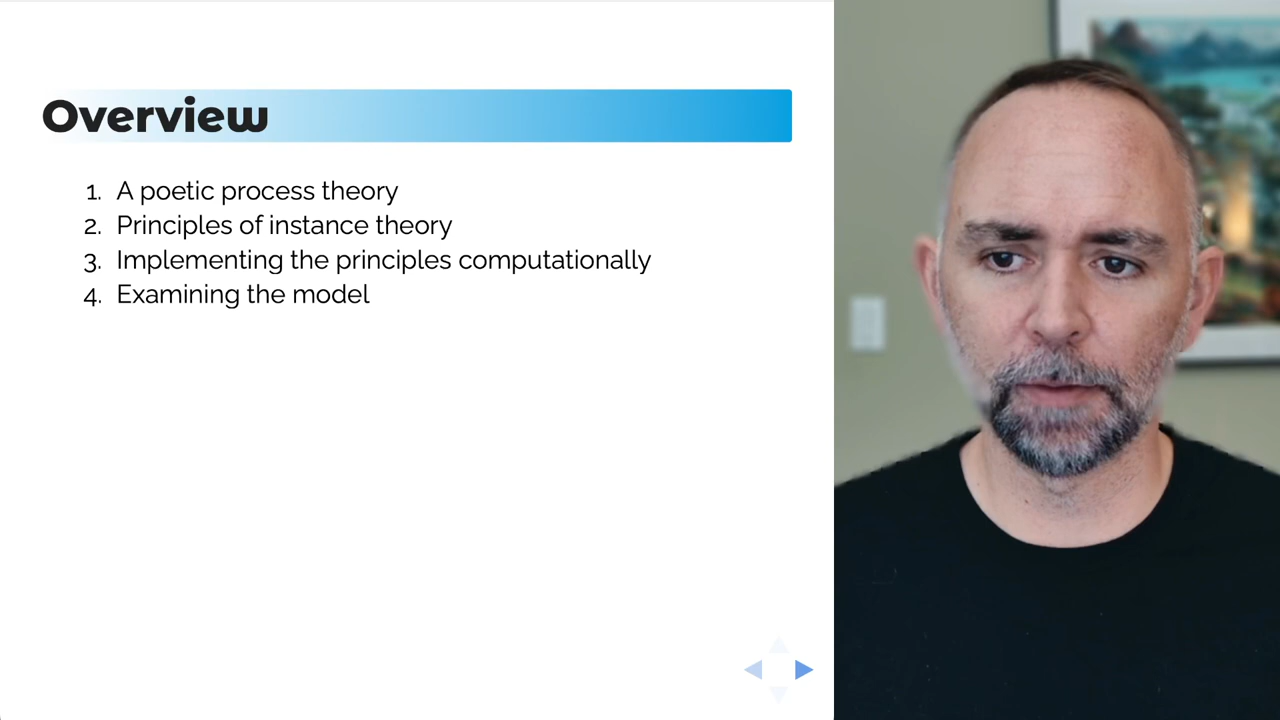 Overview
1. A poetic process theory
2. Principles of instance theory
3. Implementing the principles computationally
4. Examining the model